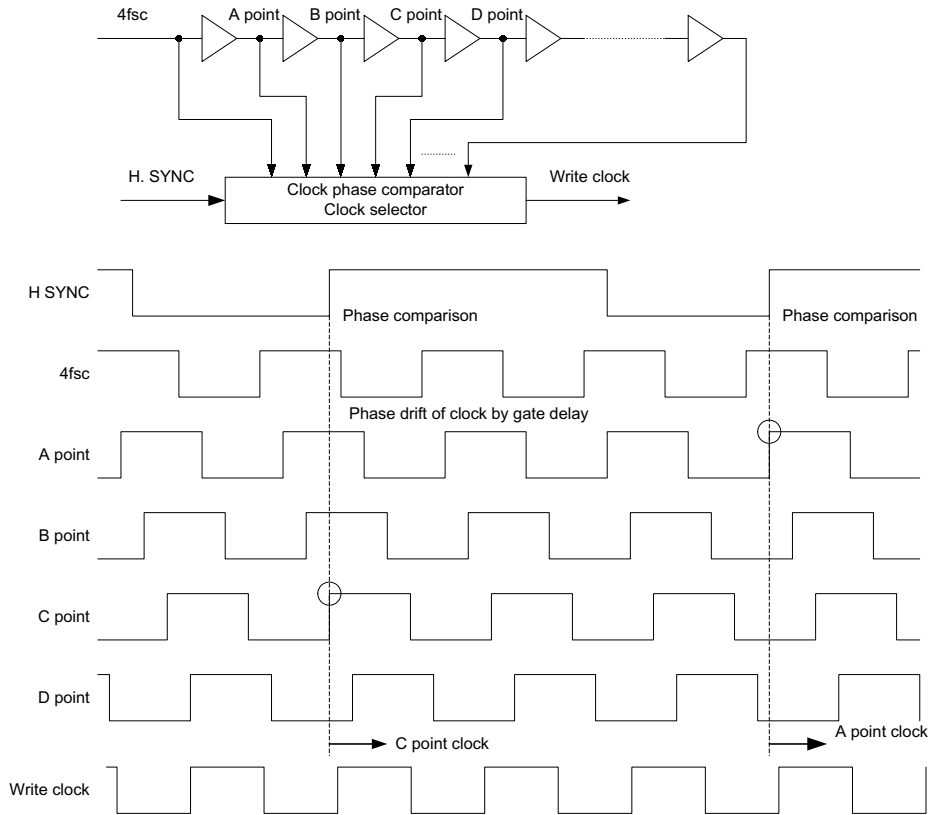 4fsc
A point
B point
C point
D point
H. SYNC
Clock phase comparator
Clock selector
Write clock
H SYNC
Phase comparison
Phase comparison
4fsc
Phase drift of clock by gate delay
A point
B point
C point
D point
C point clock
A point clock
Write clock